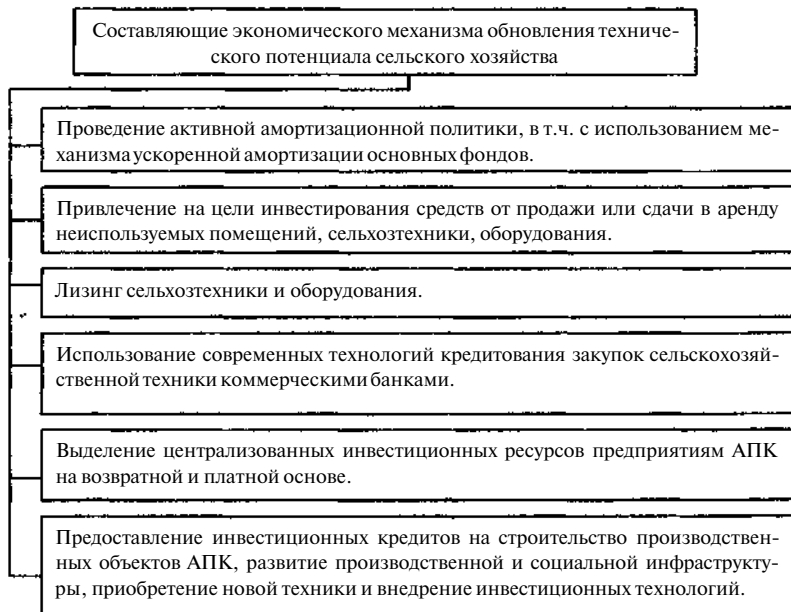 Составляющие экономического механизма обновления техниче-
ского потенциала сельского хозяйства
Проведение активной амортизационной политики, в т.ч. с использованием ме-
ханизма ускоренной амортизации основных фондов.
Привлечение на цели инвестирования средств от продажи или сдачи в аренду
неиспользуемых помещений, сельхозтехники, оборудования.
Лизинг сельхозтехники и оборудования.
Использование современных технологий кредитования закупок сельскохозяй-
ственной техники коммерческими банками.
Выделение централизованных инвестиционных ресурсов предприятиям АПК
на возвратной и платной основе.
Предоставление инвестиционных кредитов на строительство производствен-
ных объектов АПК, развитие производственной и социальной инфраструкту-
ры, приобретение новой техники и внедрение инвестиционных технологий.